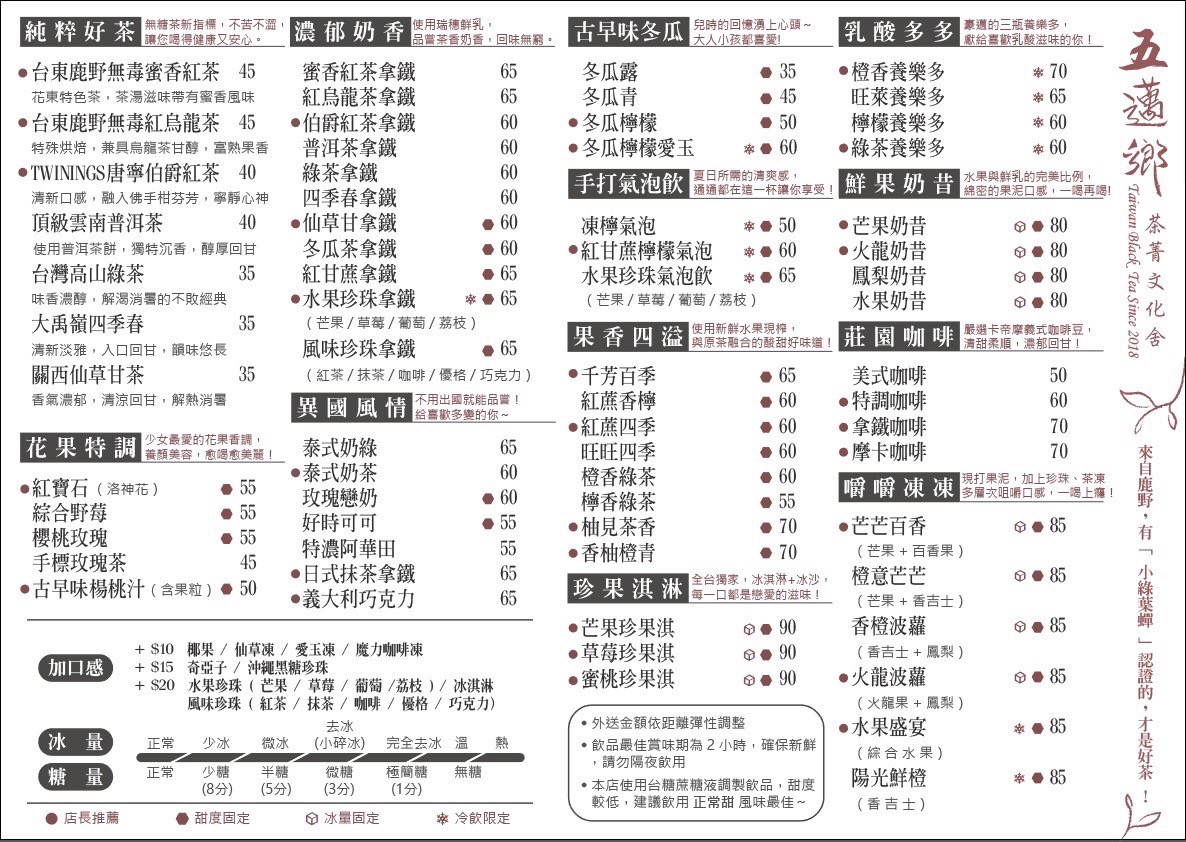 純粹好茶 無糖茶新指標，不苦不澀，
讓您喝得健康又安心。
台東鹿野無毒蜜香紅茶 45
花東特色茶，茶湯滋味帶有蜜香風味
台東鹿野無毒紅烏龍茶 45
特殊烘焙，兼具烏龍茶甘醇，富熟果香
TWININGS唐寧伯爵紅茶 40
清新口感，融入佛手柑芬芳，寧靜心神
頂級雲南普洱茶 40
使用普洱茶餅，獨特沉香，醇厚回甘
台灣高山綠茶 35
味香濃醇，解渴消暑的不敗經典
大禹嶺四季春 35
清新淡雅，入口回甘，韻味悠長
關西仙草甘茶 35
香氣濃郁，清涼回甘，解熱消暑
花果特調 少女最愛的花果香調，
養顏美容，愈喝愈美麗！
紅寶石（洛神花） 55
綜合野莓 55
櫻桃玫瑰 55
手標玫瑰茶 45
古早味楊桃汁（含果粒） 50
濃郁奶香 使用瑞穗鮮乳，
品嘗茶香奶香，回味無窮。
蜜香紅茶拿鐵 65
紅烏龍茶拿鐵 65
伯爵紅茶拿鐵 60
普洱茶拿鐵 60
綠茶拿鐵 60
四季春拿鐵 60
仙草甘拿鐵 60
冬瓜茶拿鐵 60
紅甘蔗拿鐵 65
水果珍珠拿鐵 65
（芒果/草莓/葡萄/荔枝）
風味珍珠拿鐵 65
（紅茶/抹茶/咖啡/優格/巧克力）
異國風情 不用出國就能品嘗！
給喜歡多變的你～
泰式奶綠 65
泰式奶茶 60
玫瑰戀奶 60
好時可可 55
特濃阿華田 55
日式抹茶拿鐵 65
義大利巧克力 65
古早味冬瓜 兒時的回憶湧上心頭～
大人小孩都喜愛!
冬瓜露 35
冬瓜青 45
冬瓜檸檬 50
冬瓜檸檬愛玉 60
手打氣泡飲 夏日所需的清爽感，
通通都在這一杯讓你享受！
凍檸氣泡 50
紅甘蔗檸檬氣泡 60
水果珍珠氣泡飲 65
（芒果/草莓/葡萄/荔枝）
果香四溢 使用新鮮水果現榨，
與原茶融合的酸甜好味道！
千芳百季 65
紅蔗香檸 60
紅蔗四季 60
旺旺四季 60
橙香綠茶 60
檸香綠茶 55
柚見茶香 70
香柚橙青 70
珍果淇淋 全台獨家，冰淇淋+冰沙，
每一口都是戀愛的滋味！
芒果珍果淇 90
草莓珍果淇 90
蜜桃珍果淇 90
乳酸多多 豪邁的三瓶養樂多，
獻給喜歡乳酸滋味的你！
橙香養樂多 70
旺萊養樂多 65
檸檬養樂多 60
綠茶養樂多 60
鮮果奶昔 水果與鮮乳的完美比例，
綿密的果泥口感，一喝再喝!
芒果奶昔 80
火龍奶昔 80
鳳梨奶昔 80
水果奶昔 80
莊園咖啡 嚴選卡帝摩義式咖啡豆，
清甜柔順，濃郁回甘！
美式咖啡 50
特調咖啡 60
拿鐵咖啡 70
摩卡咖啡 70
嚼嚼凍凍 現打果泥，加上珍珠、茶凍
多層次咀嚼口感，一喝上癮！
芒芒百香 85
（芒果+百香果）
橙意芒芒 85
（芒果+香吉士）
香橙波蘿 85
（香吉士+鳳梨）
火龍波蘿 85
（火龍果+鳳梨）
水果盛宴 85
（綜合水果）
陽光鮮橙 85
（香吉士）
加口感
+ $10 椰果 / 仙草凍 / 愛玉凍 / 魔力咖啡凍
+ $15 奇亞子 / 沖繩黑糖珍珠
+ $20 水果珍珠（芒果 / 草莓 / 葡萄 /荔枝）/ 冰淇淋
風味珍珠（紅茶 / 抹茶 / 咖啡 / 優格 / 巧克力）
冰量 正常 少冰 微冰 去冰(小碎冰) 完全去冰 溫 熱
糖量 正常 少糖(8分) 半糖(5分) 微糖(3分) 極簡糖(1分) 無糖
店長推薦 甜度固定 冰量固定 冷飲限定
外送金額依距離彈性調整
飲品最佳賞味期為2小時，確保新鮮
，請勿隔夜飲用
本店使用台糖蔗糖液調製飲品，甜度
較低，建議飲用 正常甜 風味最佳～
五邁鄉
茶菁文化舍
Taiwan Black Tea Since 2018
來自鹿野，有「小綠葉蟬」認證的，才是好茶！